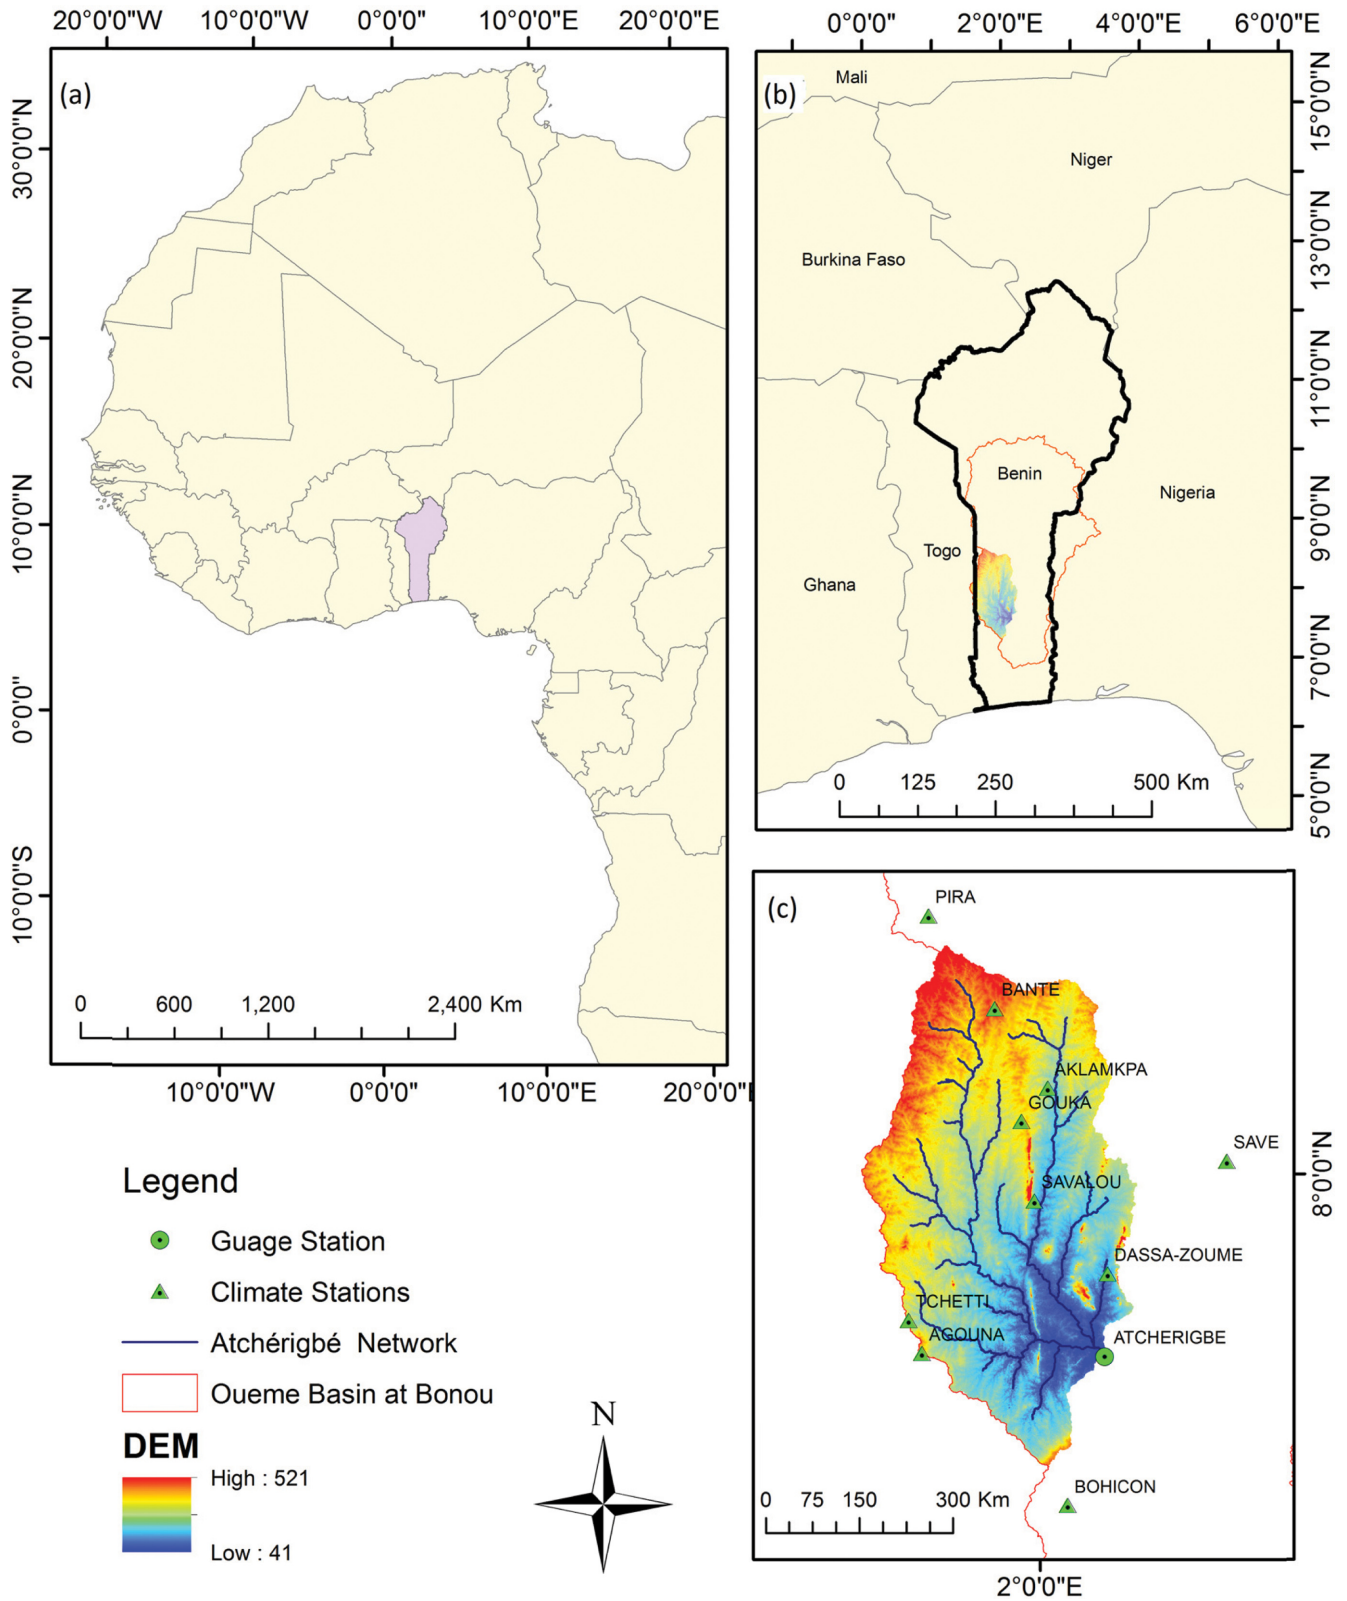 20°0'0"W 10°0'0"W 0°0'0" 10°0'0"E 20°0'0"E
(a)
30°0'0"N
20°0'0"N
10°0'0"N
0°0'0"
10°0'0"S
0 600 1,200 2,400 Km
10°0'0"W 0°0'0" 10°0'0"E 20°0'0"
0°0'0" 2°0'0"E 4°0'0"E 6°0'0"E
(b)
Mali
Niger
Burkina Faso
Benin
Nigeria
Togo
Ghana
15°0'0"N
13°0'0"N
11°0'0"N
9°0'0"N
7°0'0"N
5°0'0"N
0 125 250 500 Km
(c)
PIRA
BANTE
AKLAMKPA
GOUKA
SAVE
SAVALOU
DASSA-ZOUME
TCHETTI
AGOUNA
ATCHERIGBE
BOHICON
8°0'0"N
0 75 150 300 Km
2°0'0"E
Legend
Guage Station
Climate Stations
Atchérigbé Network
Oueme Basin at Bonou
DEM
High : 521
Low : 41
N